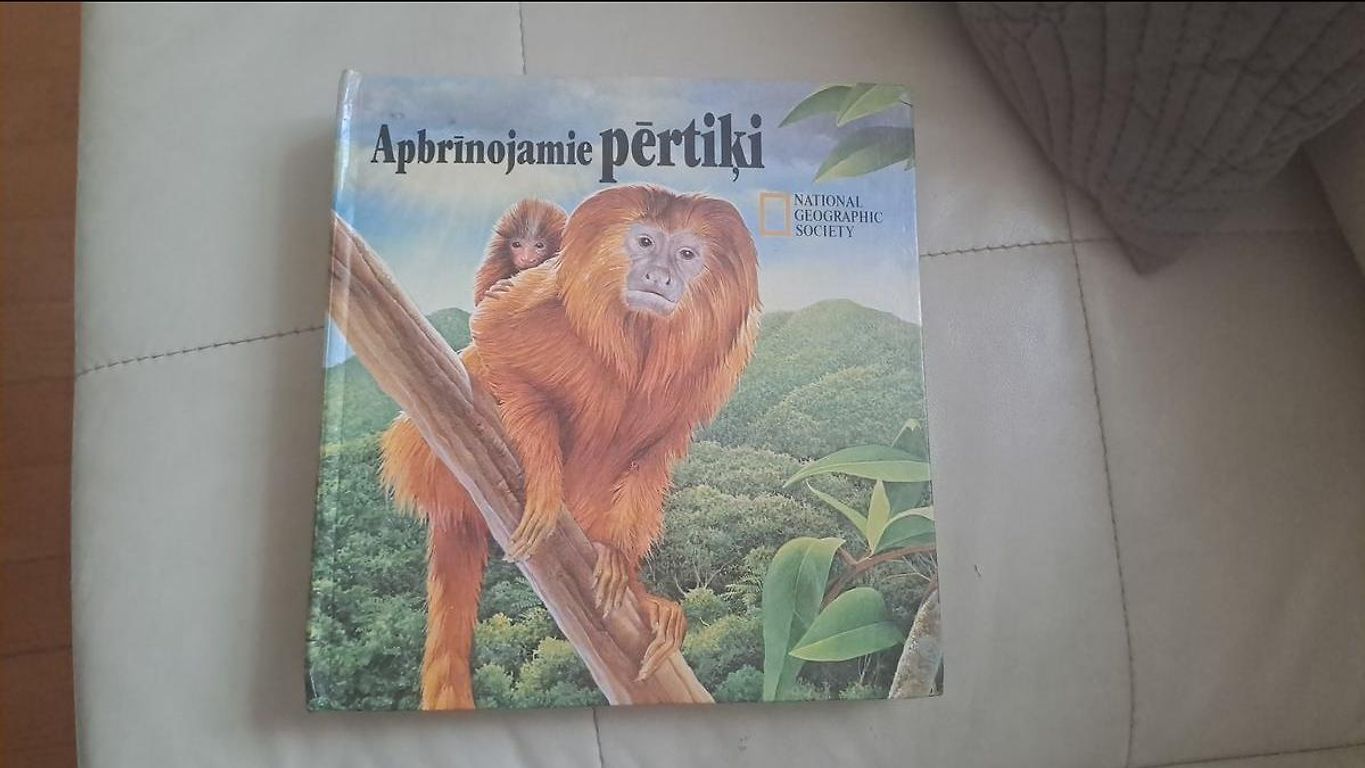 Apbrīnojamie pērtiķi
NATIONAL
GEOGRAPHIC
SOCIETY